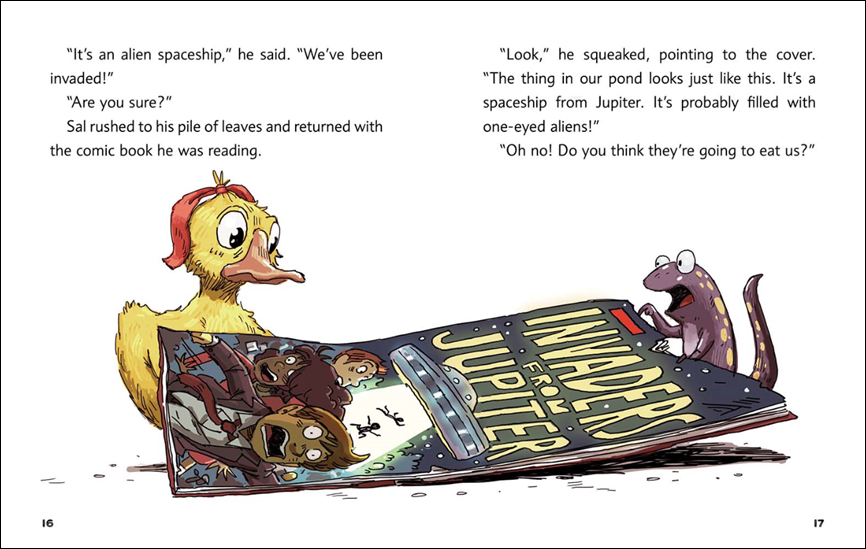 “It’s an alien spaceship,” he said. “We’ve been
invaded!”
“Are you sure?”
Sal rushed to his pile of leaves and returned with
the comic book he was reading.
“Look,” he squeaked, pointing to the cover.
“The thing in our pond looks just like this. It’s a
spaceship from Jupiter. It’s probably filled with
one-eyed aliens!”
“Oh no! Do you think they’re going to eat us?”
INVADERS
FROM
JUPITER
16
17